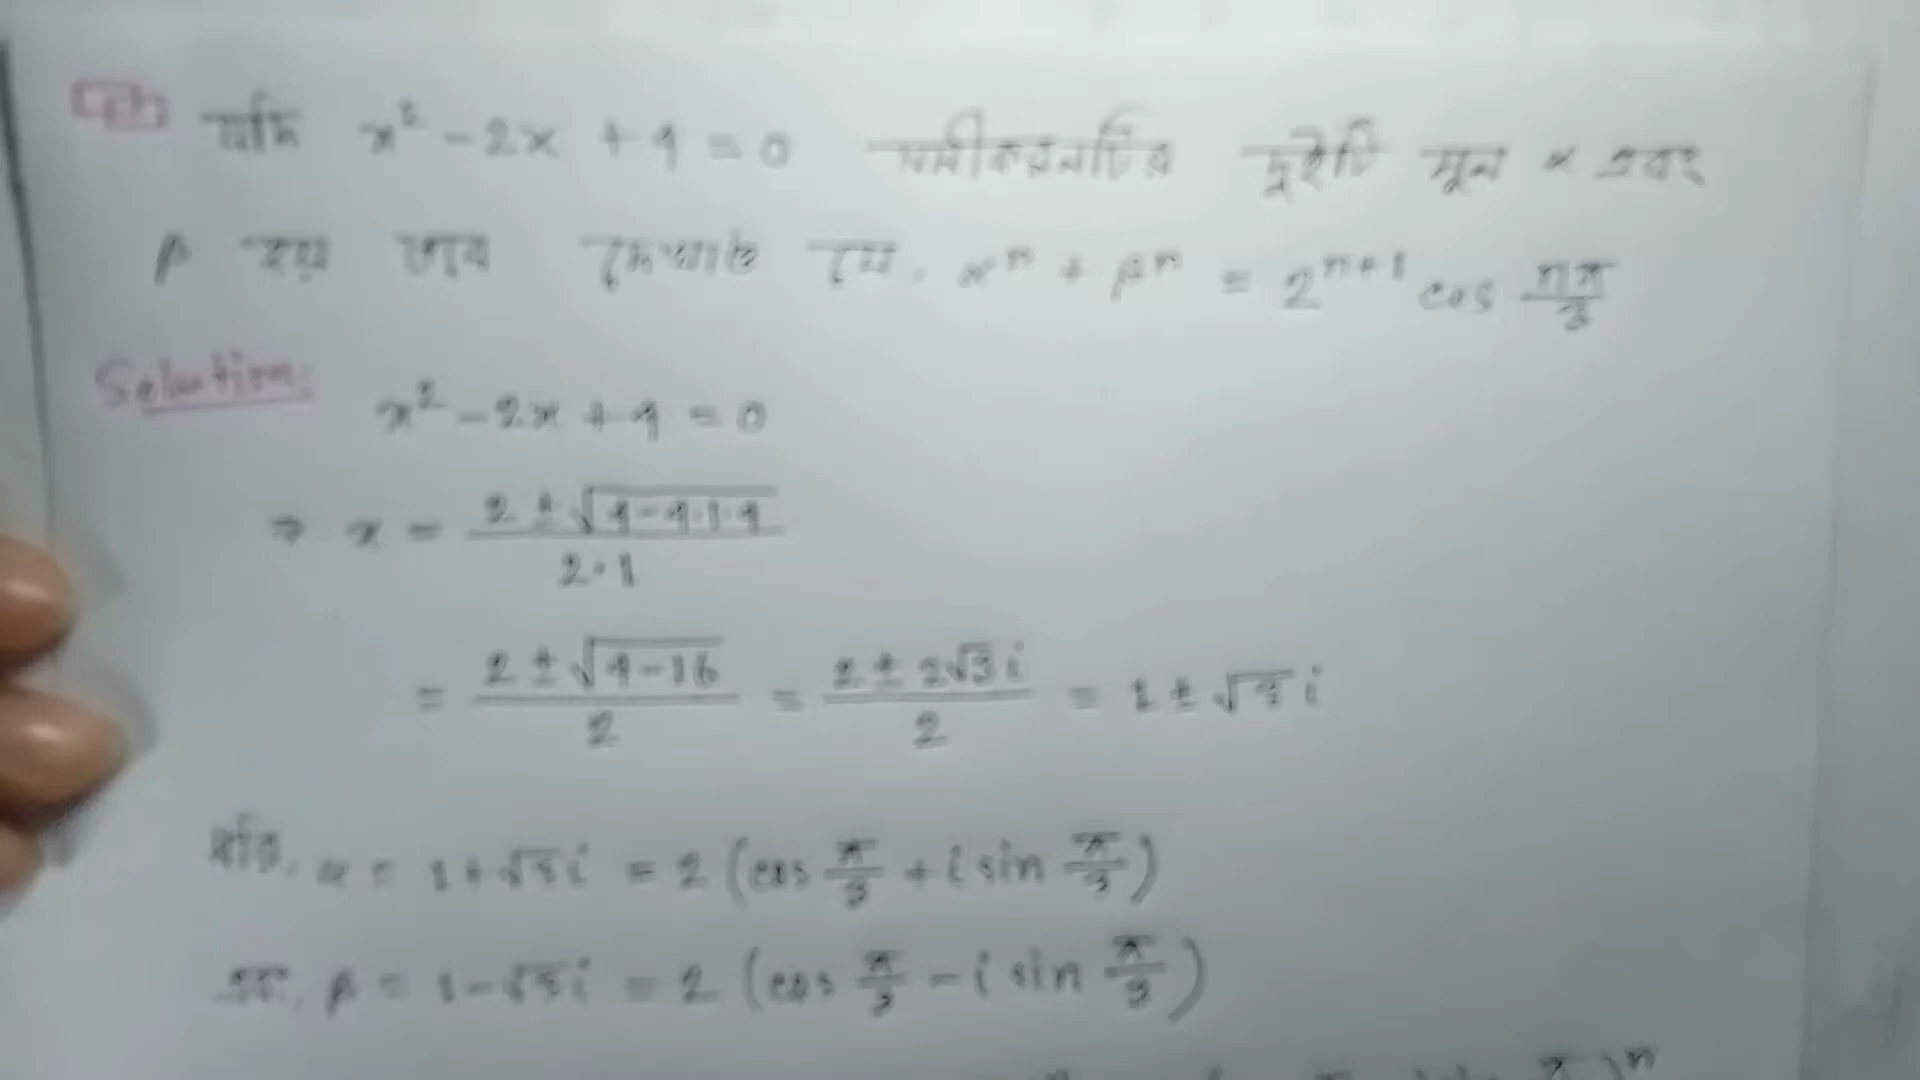 যদি x² - 2x + 4 = 0 সমীকরনটির দুইটি মূল α এবং
β হয় তবে দেখাও যে, αⁿ + βⁿ = 2ⁿ⁺¹ cos nπ/3
Solution:
x² - 2x + 4 = 0
⇒ x = (2 ± √(4-4·1·4))/(2·1)
= (2 ± √(4-16))/2 = (2 ± 2√3 i)/2 = 1 ± √3 i
ধরি, α = 1 + √3 i = 2 (cos π/3 + i sin π/3)
β = 1 - √3 i = 2 (cos π/3 - i sin π/3)